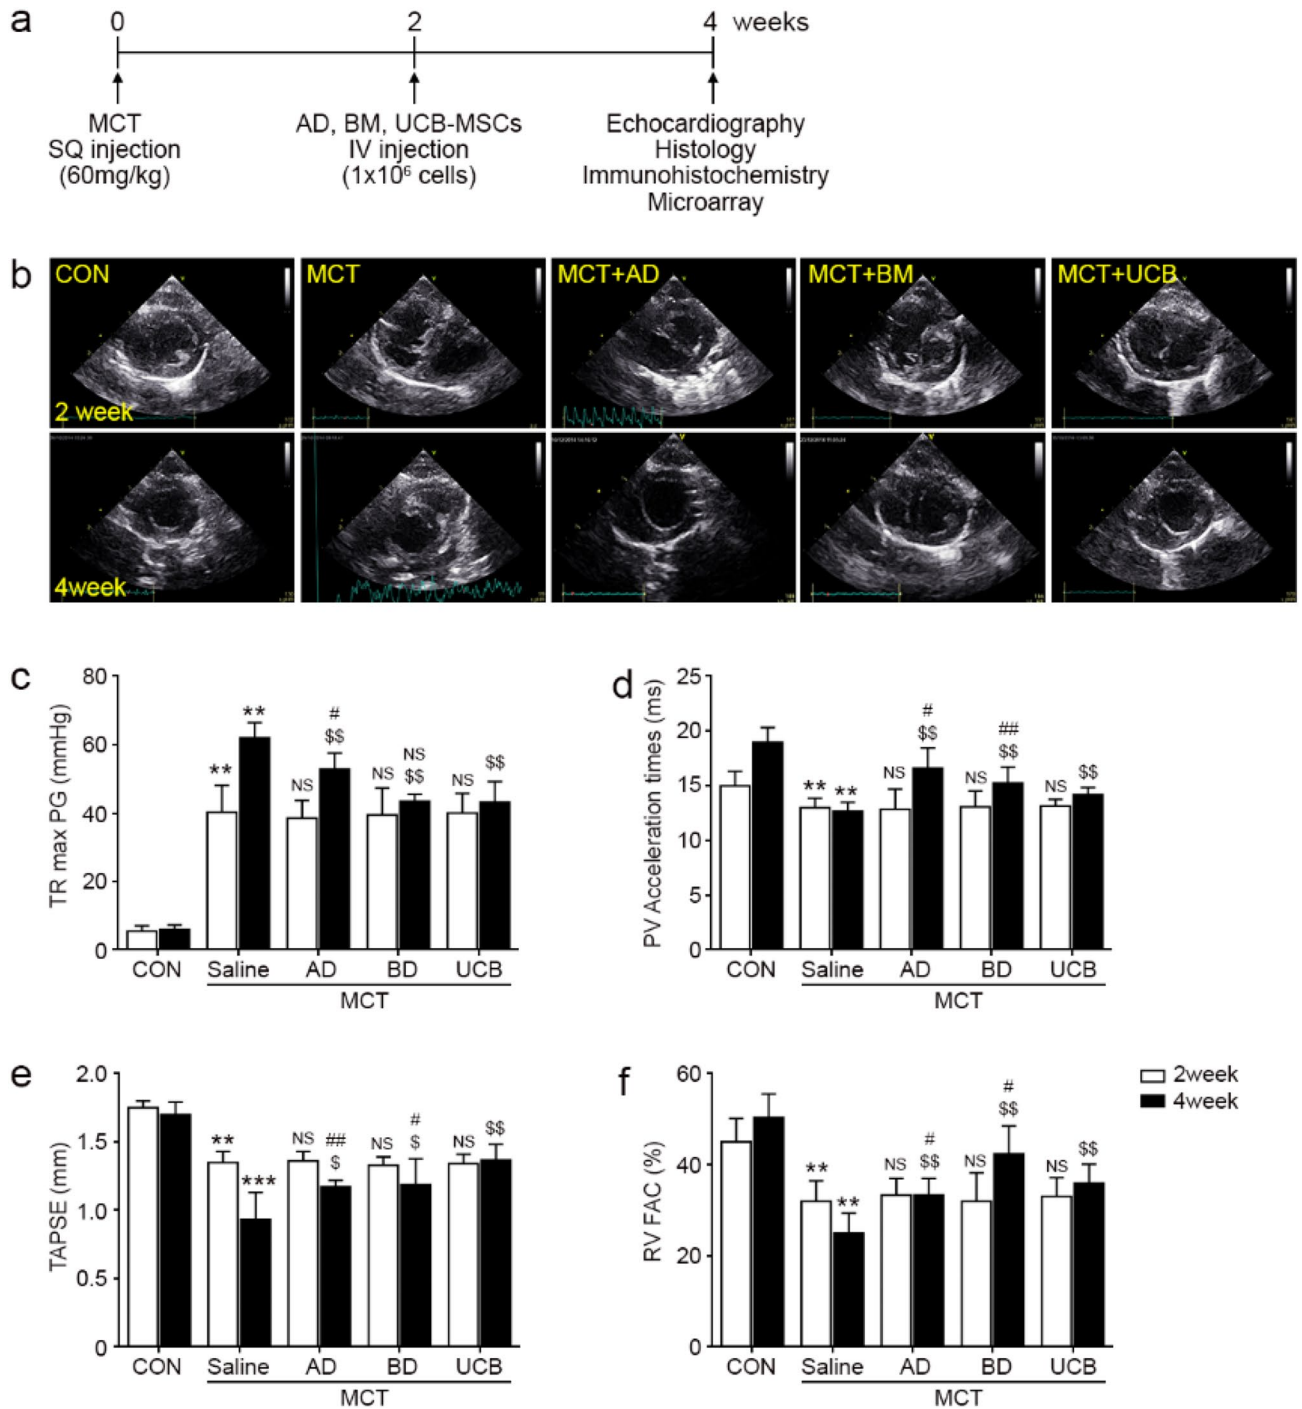 a
0 2 4 weeks
MCT
SQ injection
(60mg/kg)
AD, BM, UCB-MSCs
IV injection
(1x10⁶ cells)
Echocardiography
Histology
Immunohistochemistry
Microarray
b
CON MCT MCT+AD MCT+BM MCT+UCB
2 week
4week
c
TR max PG (mmHg)
80
60
40
20
0
** ** NS # $$ NS NS $$ NS $$
CON Saline AD BD UCB
MCT
d
PV Acceleration times (ms)
25
20
15
10
5
0
** ** NS # $$ NS ## $$ NS $$
CON Saline AD BD UCB
MCT
e
TAPSE (mm)
2.0
1.5
1.0
0.5
0
** *** NS ## $ NS # $ NS $$
CON Saline AD BD UCB
MCT
f
RV FAC (%)
60
40
20
0
** ** NS # $$ NS # $$ NS $$
CON Saline AD BD UCB
MCT
2week
4week